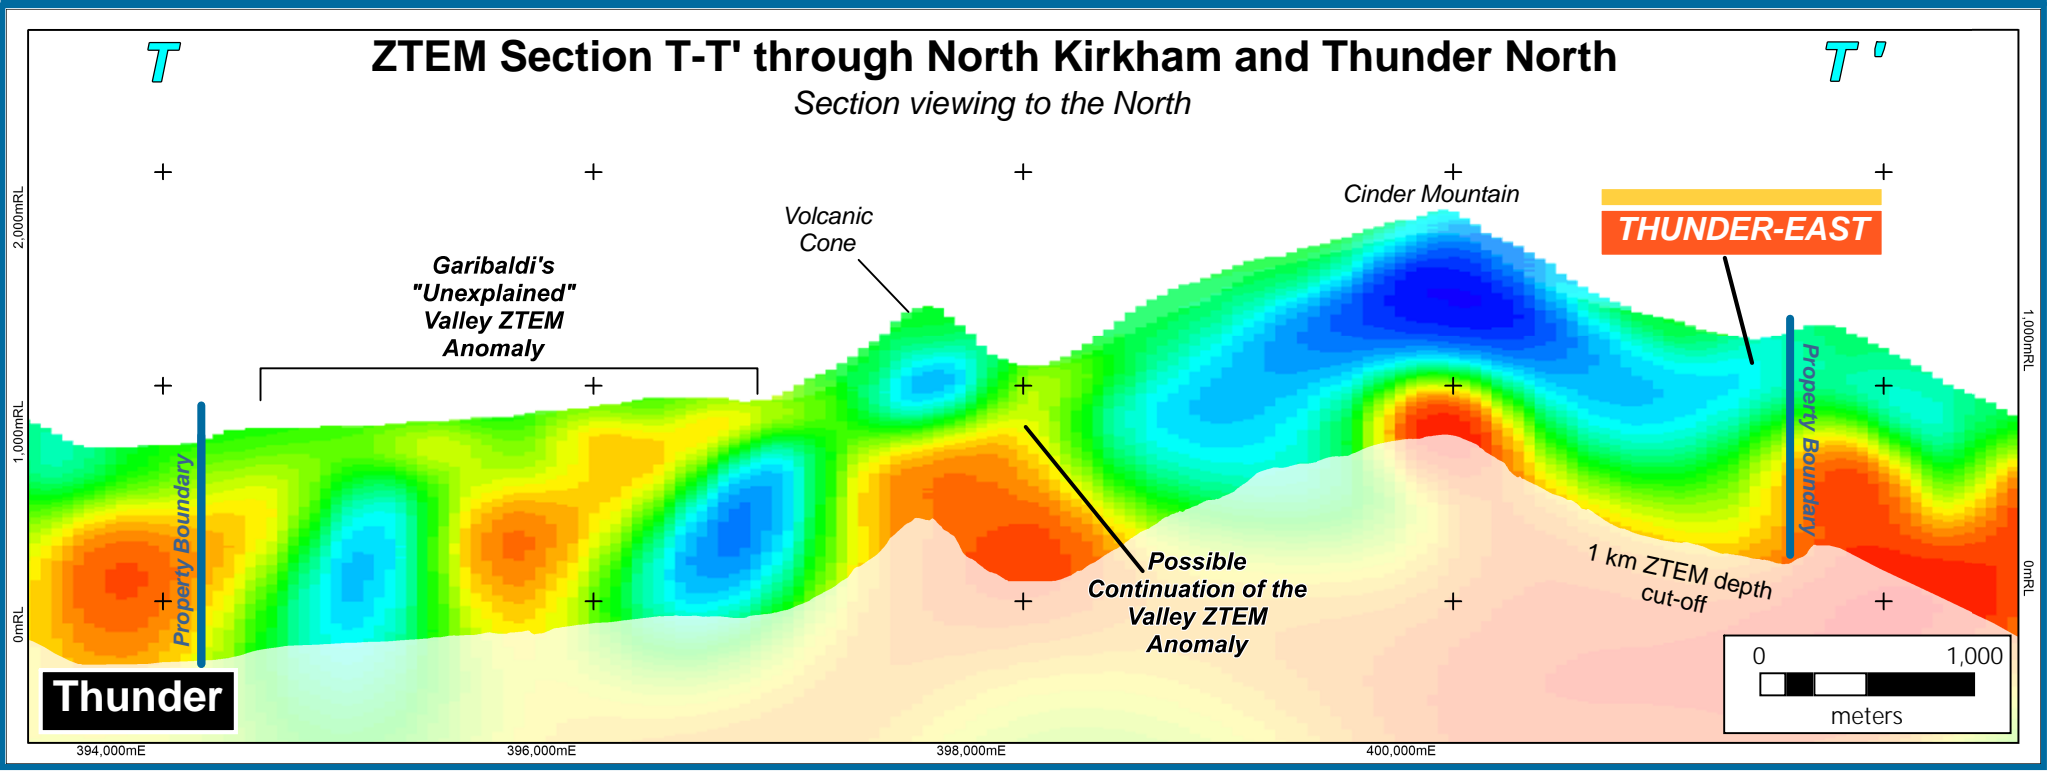 T
ZTEM Section T-T' through North Kirkham and Thunder North
T '
Section viewing to the North
Cinder Mountain
Volcanic
Cone
THUNDER-EAST
Garibaldi's
"Unexplained"
Valley ZTEM
Anomaly
2,000mRL
1,000mRL
0mRL
1,000mRL
0mRL
Property Boundary
Property Boundary
Possible
Continuation of the
Valley ZTEM
Anomaly
1 km ZTEM depth
cut-off
Thunder
0 1,000
meters
394,000mE
396,000mE
398,000mE
400,000mE